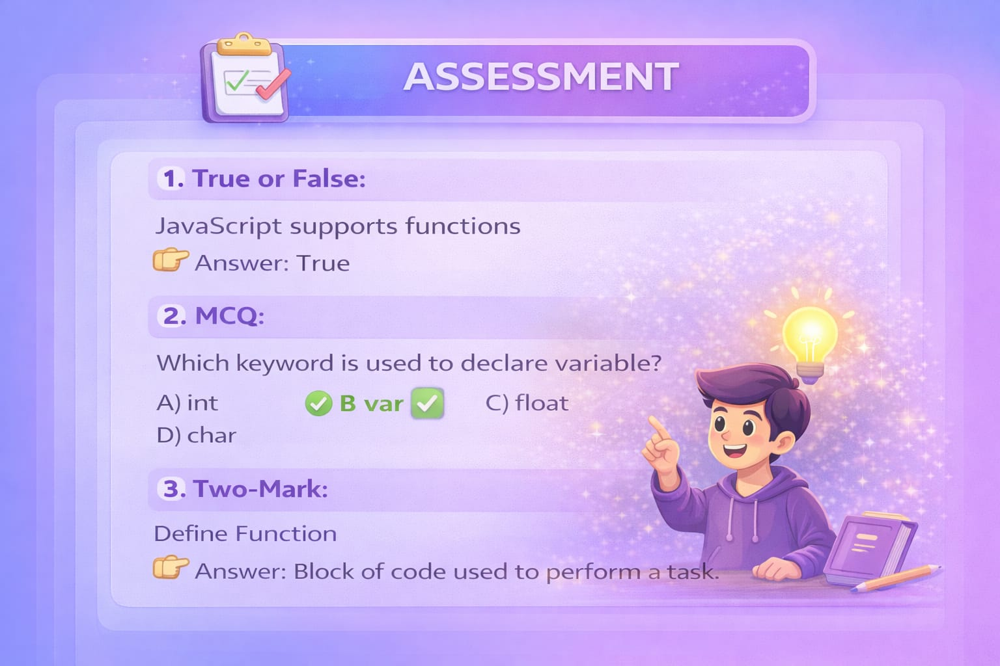 ASSESSMENT
1. True or False:
JavaScript supports functions
Answer: True
2. MCQ:
Which keyword is used to declare variable?
A) int B var C) float
D) char
3. Two-Mark:
Define Function
Answer: Block of code used to perform a task.